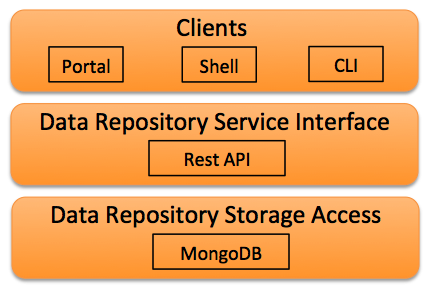 Clients
Portal Shell CLI
Data Repository Service Interface
Rest API
Data Repository Storage Access
MongoDB